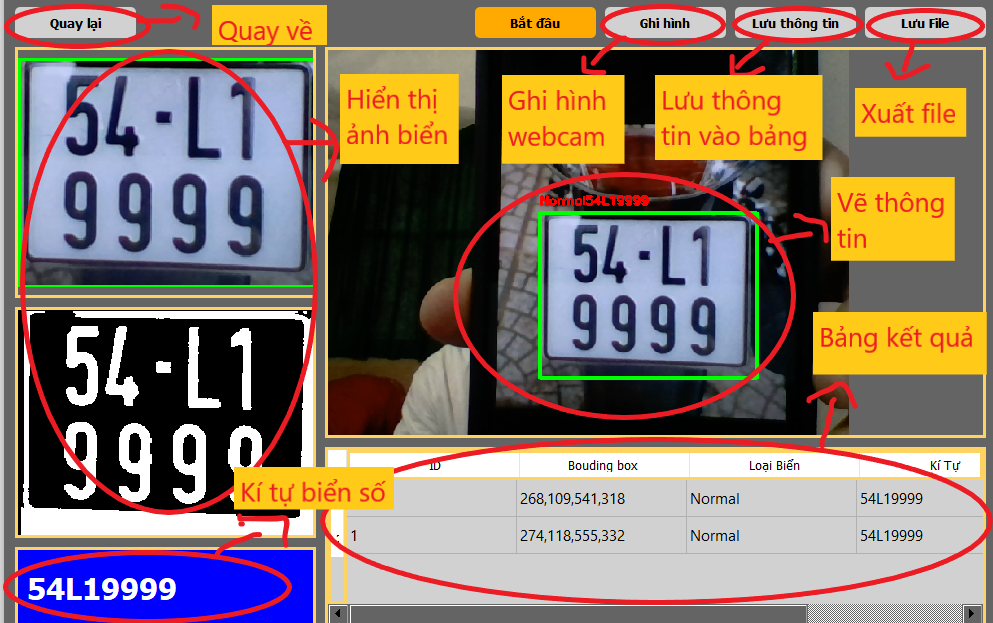 Quay lại
Quay về
Bắt đầu
Ghi hình
Lưu thông tin
Lưu File
Hiển thị
ảnh biển
Ghi hình
webcam
Lưu thông
tin vào bảng
Xuất file
54-L1
9999
Normal54L19999
54-L1
9999
Vẽ thông
tin
54-L1
9999
Bảng kết quả
Kí tự biển số
54L19999
ID
Bouding box
Loại Biển
Kí Tự
268,109,541,318
Normal
54L19999
1
274,118,555,332
Normal
54L19999